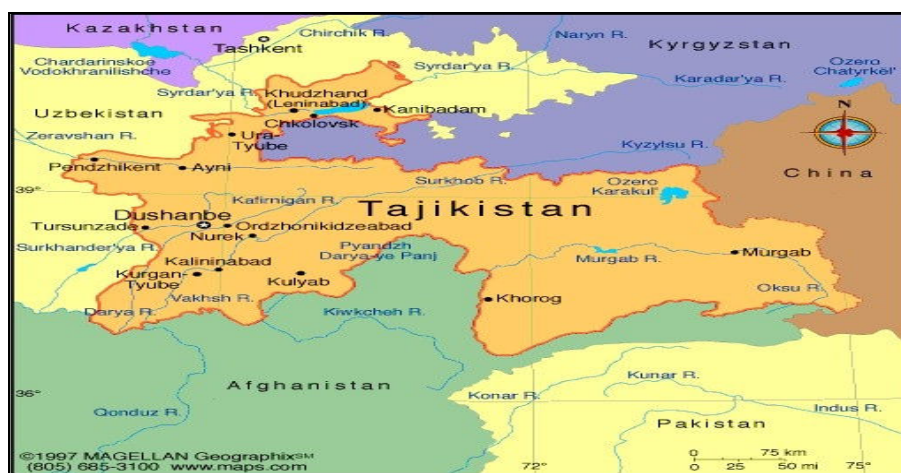 Kazakhstan
Tashkent
Chirchik R.
Naryn R.
Kyrgyzstan
Chardarinskoe
Vodokhranilishche
Syrdar'ya R.
Karadar'ya R.
Ozero
Chatyrkël'
Syrdar'ya R.
Khudzhand
(Leninabad)
Kanibadam
Uzbekistan
Chkolovsk
N
Zeravshan R.
Ura-
Tyube
Kyzylsu R.
Pendzhikent
Ayni
China
39°
Surkhob R.
Ozero
Karakul'
Kafirnigan R.
Dushanbe
Tajikistan
Tursunzade
Ordzhonikidzeabad
Nurek
Surkhander'ya R.
Pyandzh
Darya-ye Panj
Murgab R.
Murgab
Kalininabad
Kurgan-
Tyube
Kulyab
Oksu R.
Vakhsh R.
Khorog
Darya R.
Kiwkcheh R.
Afghanistan
36°
Konar R.
Kunar R.
Indus R.
Qonduz R.
Pakistan
©1997 MAGELLAN Geographix℠
(805) 685-3100 www.maps.com
0 75 km
0 25 50 mi
72°
75°